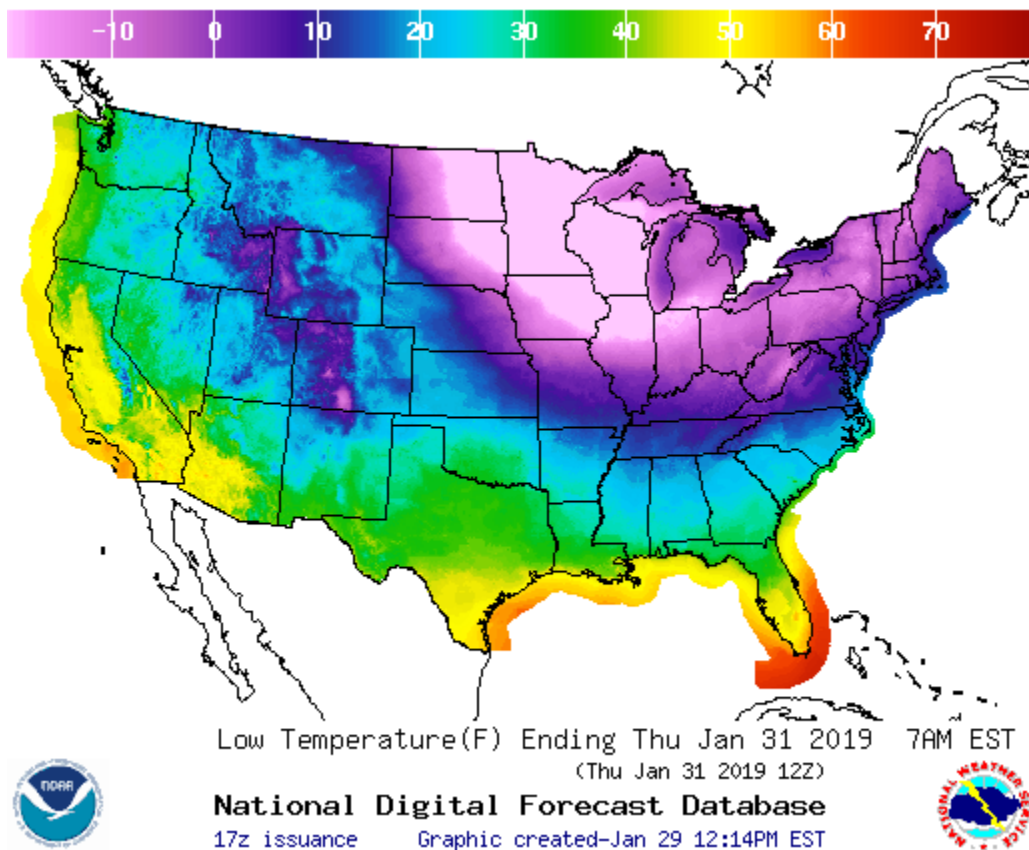 -10 0 10 20 30 40 50 60 70
Low Temperature(F) Ending Thu Jan 31 2019 7AM EST
(Thu Jan 31 2019 12Z)
National Digital Forecast Database
17z issuance Graphic created-Jan 29 12:14PM EST
NOAA
NATIONAL WEATHER SERVICE